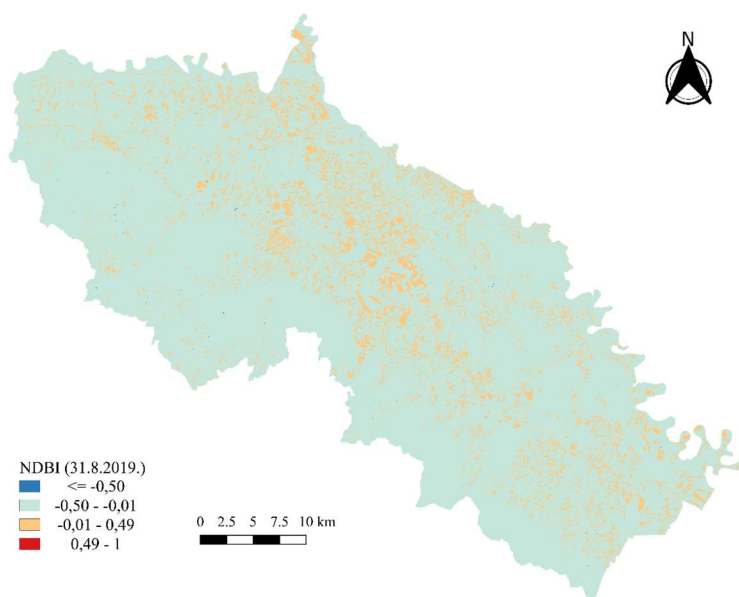 N
NDBI (31.8.2019.)
<= -0,50
-0,50 - -0,01
-0,01 - 0,49
0,49 - 1
0 2.5 5 7.5 10 km